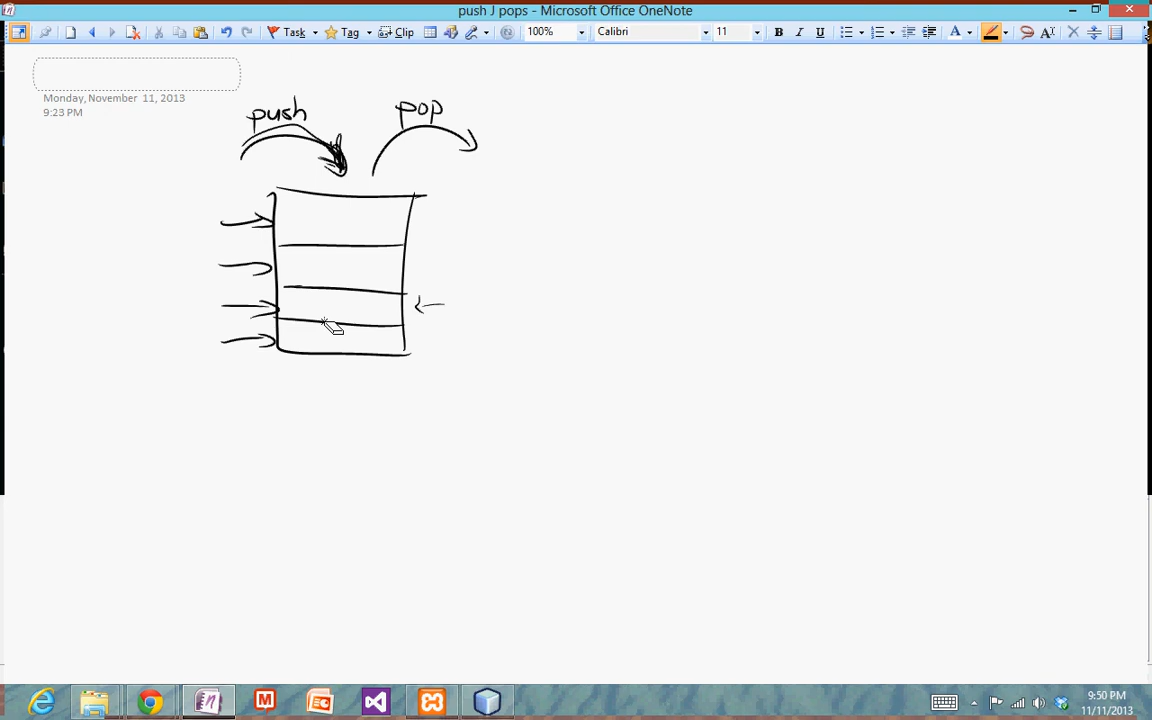 push J pops - Microsoft Office OneNote
Task Tag Clip 100% Calibri 11 B I U A A
Monday, November 11, 2013
9:23 PM
push pop
9:50 PM
11/11/2013